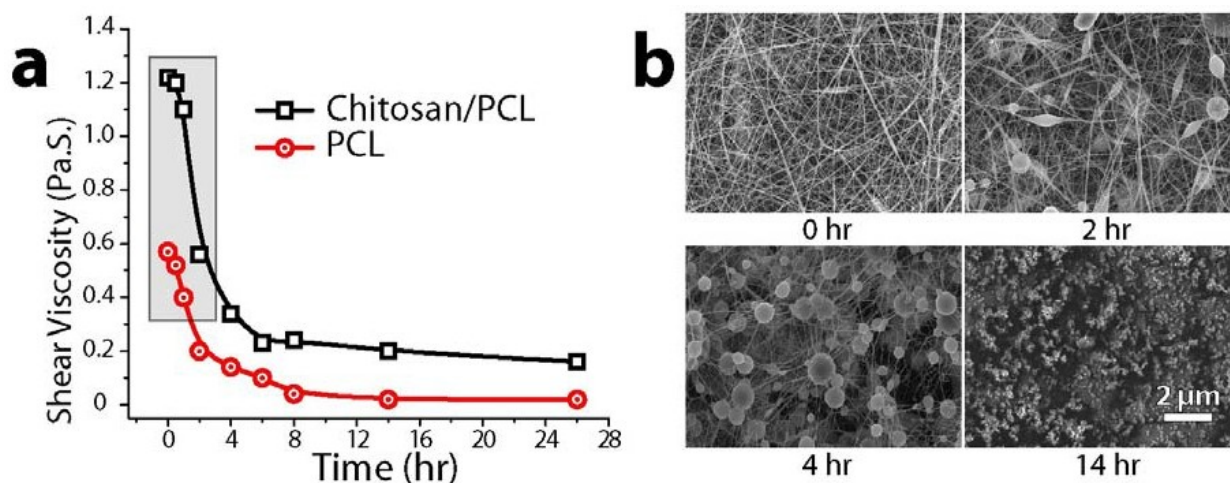 a
1.4
1.2
1.0
0.8
0.6
0.4
0.2
0
Shear Viscosity (Pa.S.)
Chitosan/PCL
PCL
0 4 8 12 16 20 24 28
Time (hr)
b
0 hr
2 hr
4 hr
14 hr
2 μm